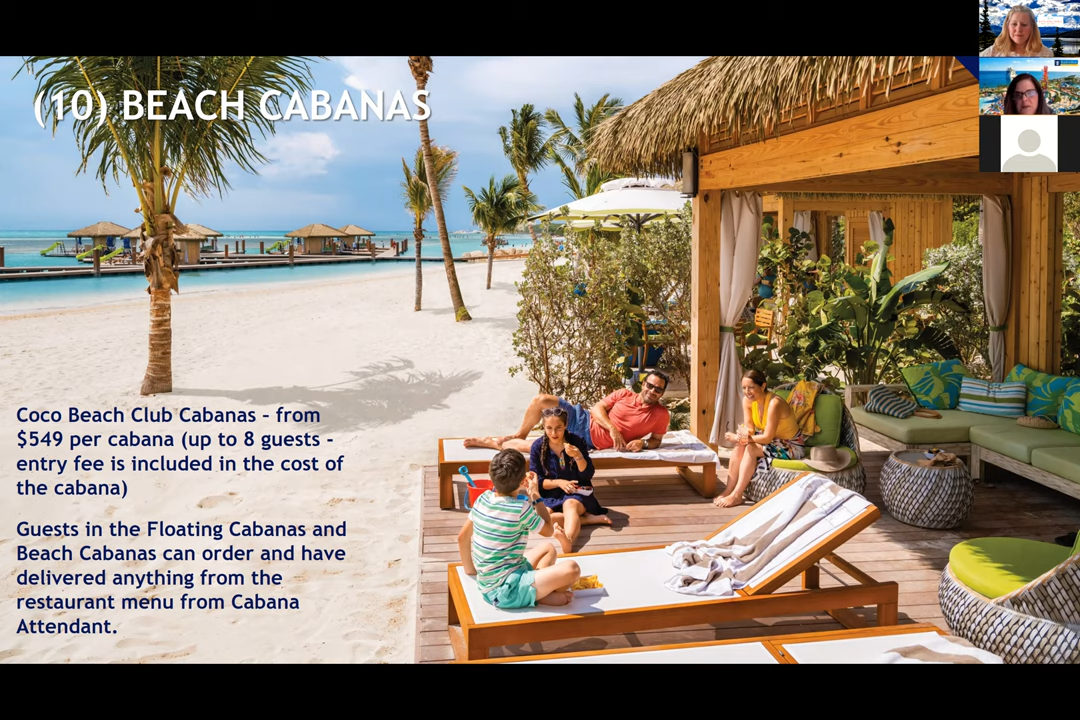 (10) BEACH CABANAS
Coco Beach Club Cabanas - from
$549 per cabana (up to 8 guests -
entry fee is included in the cost of
the cabana)
Guests in the Floating Cabanas and
Beach Cabanas can order and have
delivered anything from the
restaurant menu from Cabana
Attendant.